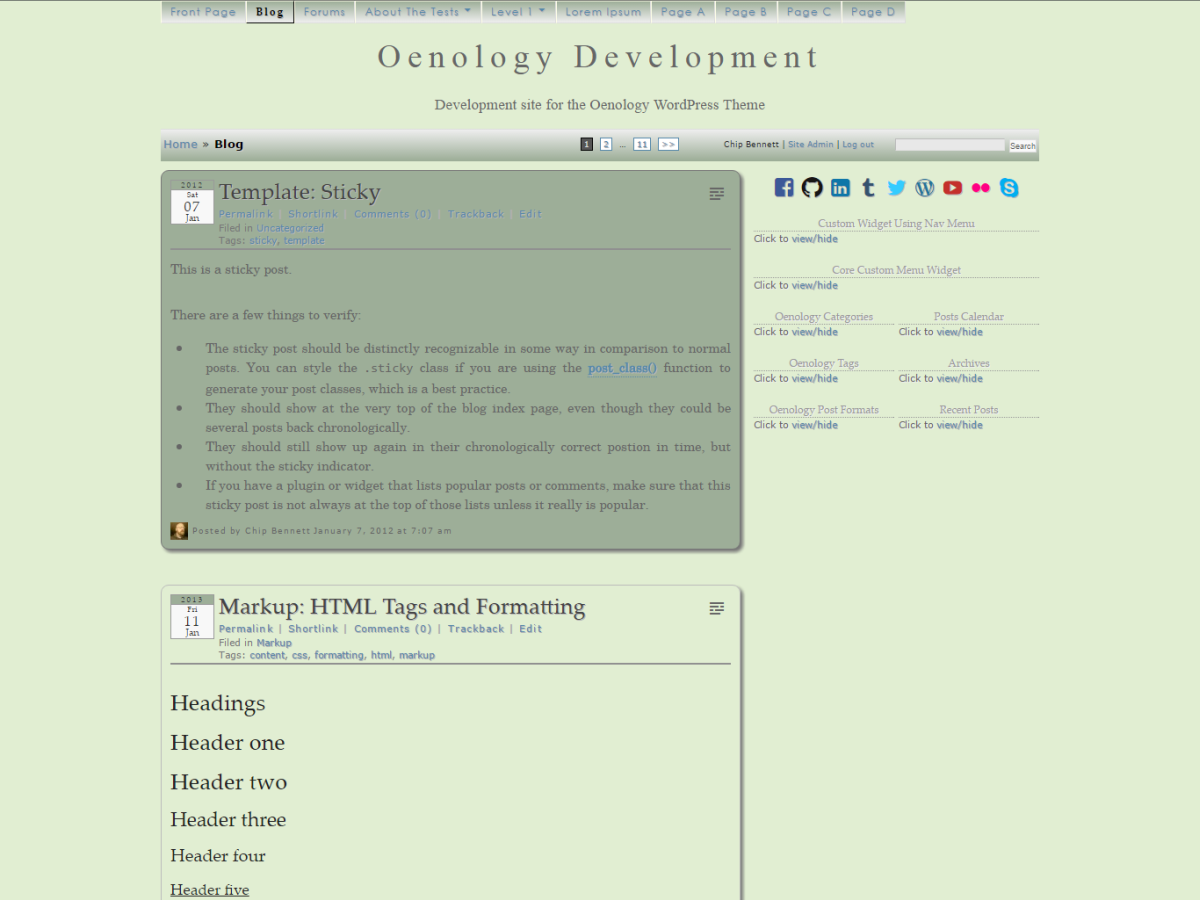 Front Page Blog Forums About The Tests Level 1 Lorem Ipsum Page A Page B Page C Page D
Oenology Development
Development site for the Oenology WordPress Theme
Home » Blog 1 2 ... 11 >> Chip Bennett | Site Admin | Log out Search
2012
Sat
07
Jan
Template: Sticky
Permalink | Shortlink | Comments (0) | Trackback | Edit
Filed in Uncategorized
Tags: sticky, template
This is a sticky post.
There are a few things to verify:
• The sticky post should be distinctly recognizable in some way in comparison to normal
posts. You can style the .sticky class if you are using the post_class() function to
generate your post classes, which is a best practice.
• They should show at the very top of the blog index page, even though they could be
several posts back chronologically.
• They should still show up again in their chronologically correct postion in time, but
without the sticky indicator.
• If you have a plugin or widget that lists popular posts or comments, make sure that this
sticky post is not always at the top of those lists unless it really is popular.
Posted by Chip Bennett January 7, 2012 at 7:07 am
2013
Fri
11
Jan
Markup: HTML Tags and Formatting
Permalink | Shortlink | Comments (0) | Trackback | Edit
Filed in Markup
Tags: content, css, formatting, html, markup
Headings
Header one
Header two
Header three
Header four
Header five
Custom Widget Using Nav Menu
Click to view/hide
Core Custom Menu Widget
Click to view/hide
Oenology Categories Posts Calendar
Click to view/hide Click to view/hide
Oenology Tags Archives
Click to view/hide Click to view/hide
Oenology Post Formats Recent Posts
Click to view/hide Click to view/hide